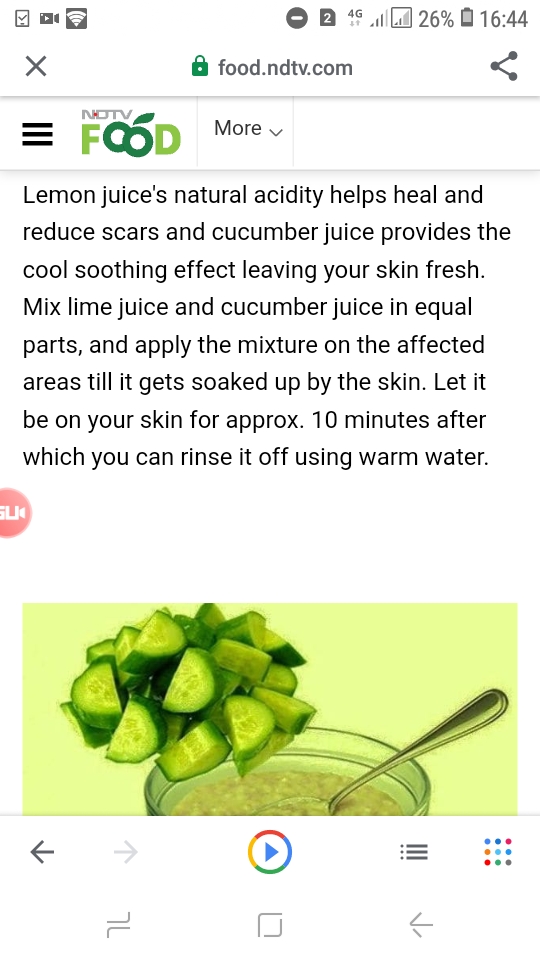 2 4G 26% 16:44
food.ndtv.com
NDTV
FOOD
More
Lemon juice's natural acidity helps heal and
reduce scars and cucumber juice provides the
cool soothing effect leaving your skin fresh.
Mix lime juice and cucumber juice in equal
parts, and apply the mixture on the affected
areas till it gets soaked up by the skin. Let it
be on your skin for approx. 10 minutes after
which you can rinse it off using warm water.